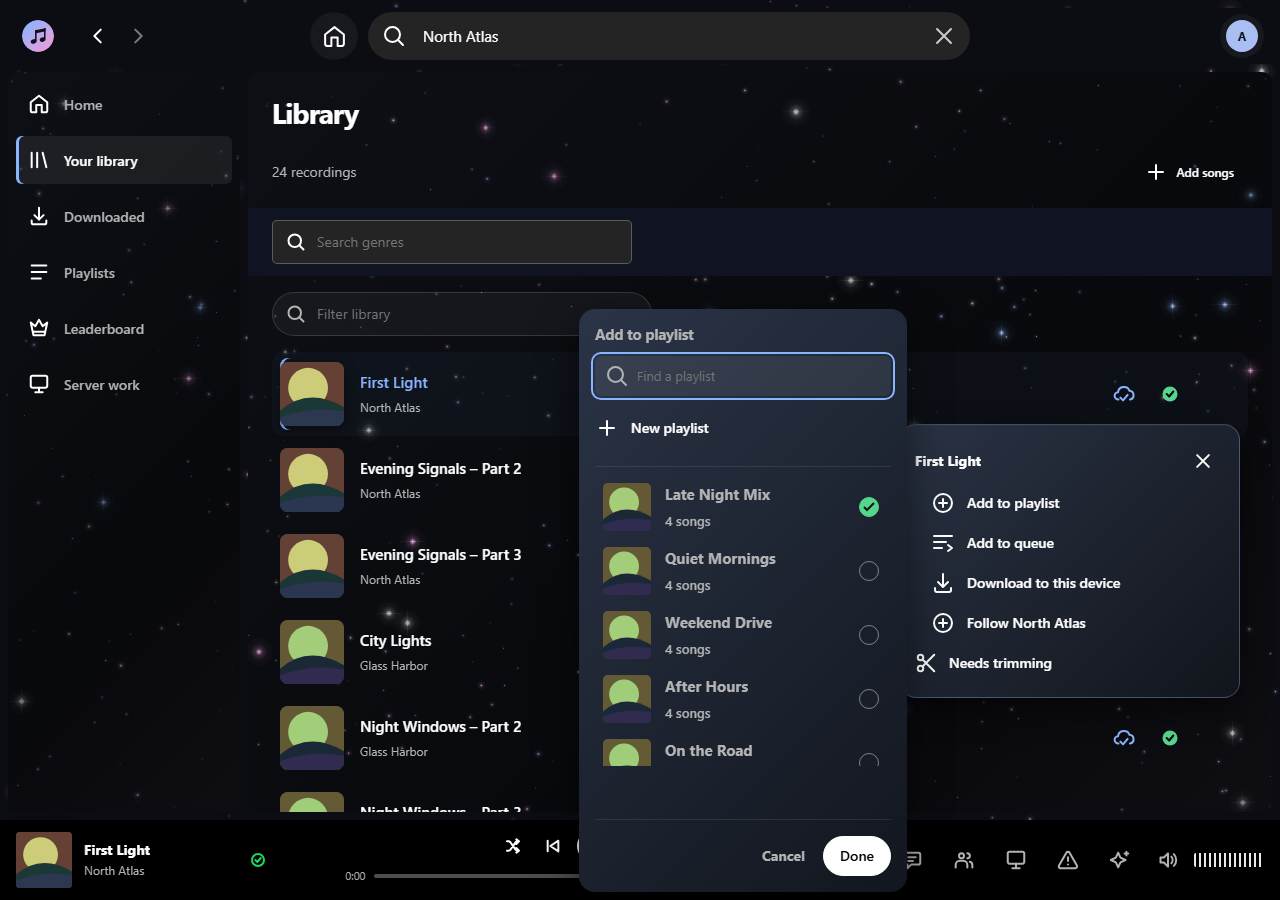 North Atlas
A
Home
Your library
Downloaded
Playlists
Leaderboard
Server work
Library
24 recordings
Add songs
Search genres
Filter library
First Light
North Atlas
Evening Signals – Part 2
North Atlas
Evening Signals – Part 3
North Atlas
City Lights
Glass Harbor
Night Windows – Part 2
Glass Harbor
Add to playlist
Find a playlist
New playlist
Late Night Mix
4 songs
Quiet Mornings
4 songs
Weekend Drive
4 songs
After Hours
4 songs
On the Road
Cancel
Done
First Light
Add to playlist
Add to queue
Download to this device
Follow North Atlas
Needs trimming
First Light
North Atlas
0:00